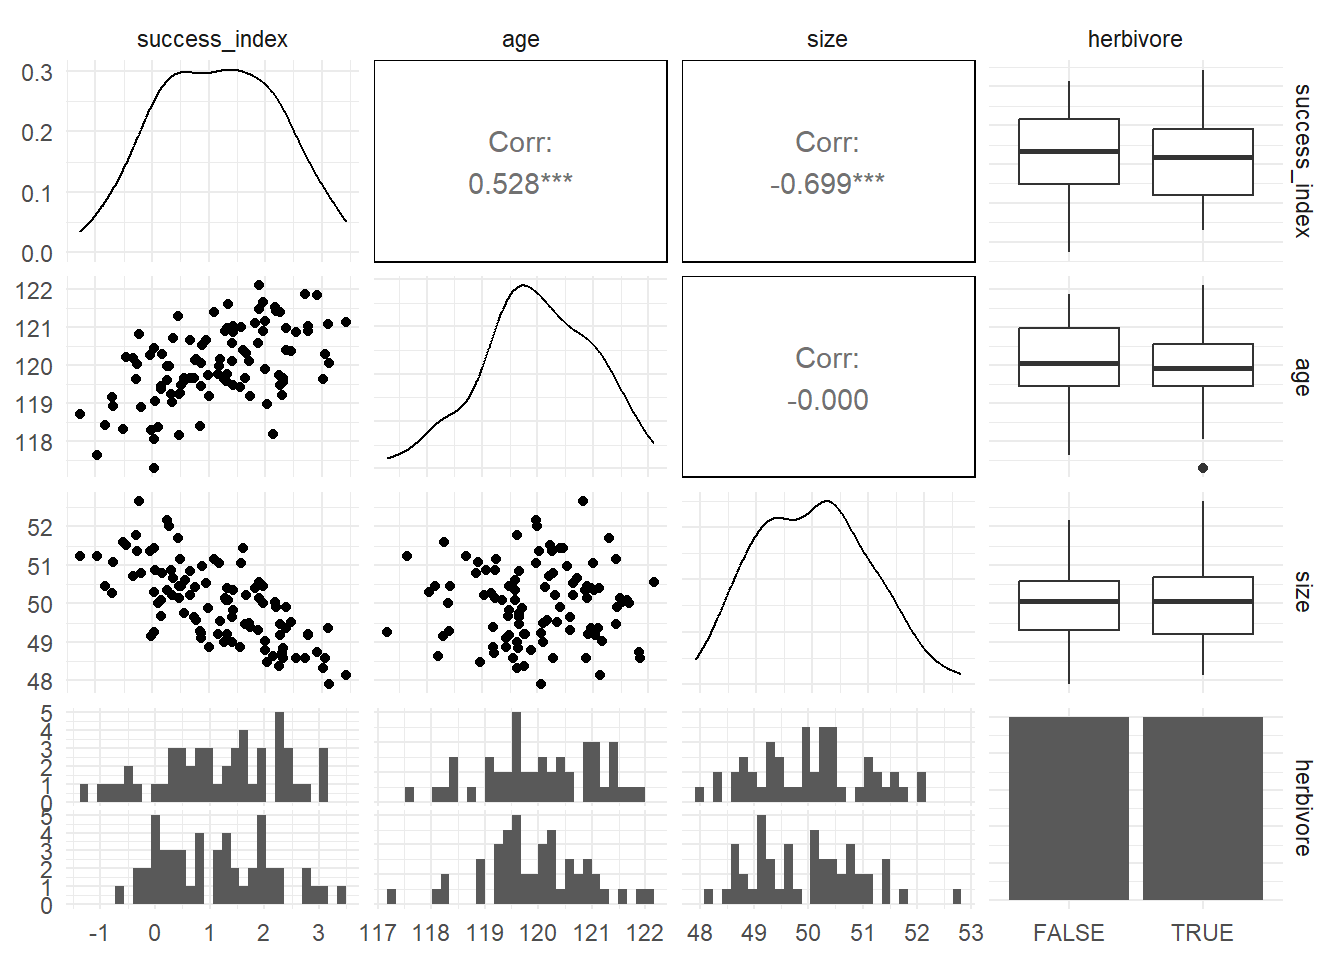 success_index age size herbivore
0.3
0.2
0.1
0.0
Corr:
0.528***
Corr:
-0.699***
success_index
122
121
120
119
118
Corr:
-0.000
age
52
51
50
49
48
size
5
4
3
2
1
0
5
4
3
2
1
0
herbivore
-1 0 1 2 3
117 118 119 120 121 122
48 49 50 51 52 53
FALSE TRUE